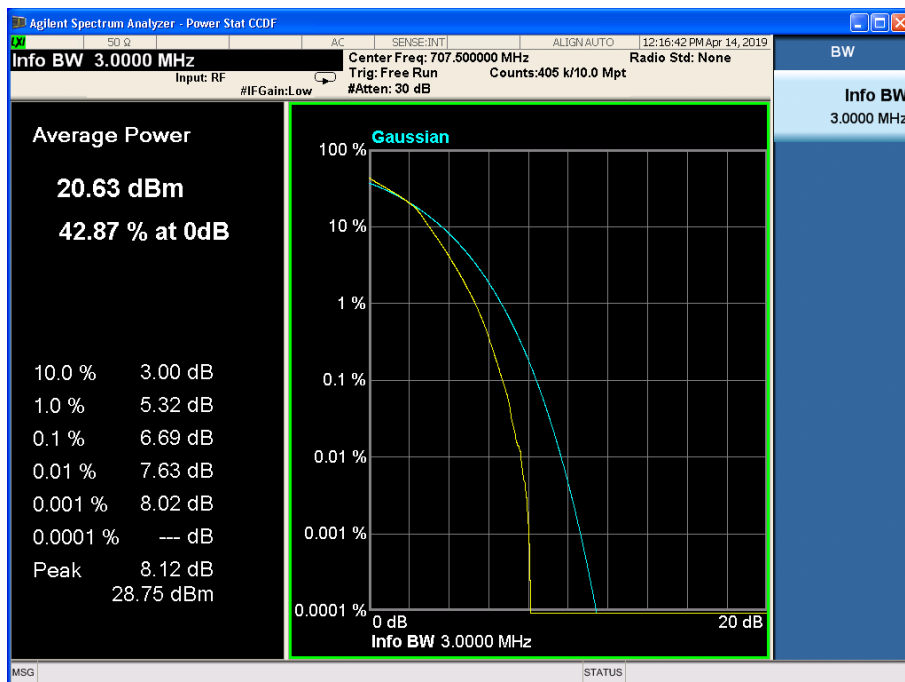 Agilent Spectrum Analyzer - Power Stat CCDF
LXI 50 Ω AC SENSE:INT ALIGN AUTO 12:16:42 PM Apr 14, 2019
Info BW 3.0000 MHz
Center Freq: 707.500000 MHz Radio Std: None
Input: RF Trig: Free Run Counts:405 k/10.0 Mpt
#IFGain:Low #Atten: 30 dB
BW
Info BW
3.0000 MHz
Average Power
20.63 dBm
42.87 % at 0dB
10.0 % 3.00 dB
1.0 % 5.32 dB
0.1 % 6.69 dB
0.01 % 7.63 dB
0.001 % 8.02 dB
0.0001 % --- dB
Peak 8.12 dB
28.75 dBm
Gaussian
100 %
10 %
1 %
0.1 %
0.01 %
0.001 %
0.0001 %
0 dB 20 dB
Info BW 3.0000 MHz
MSG STATUS